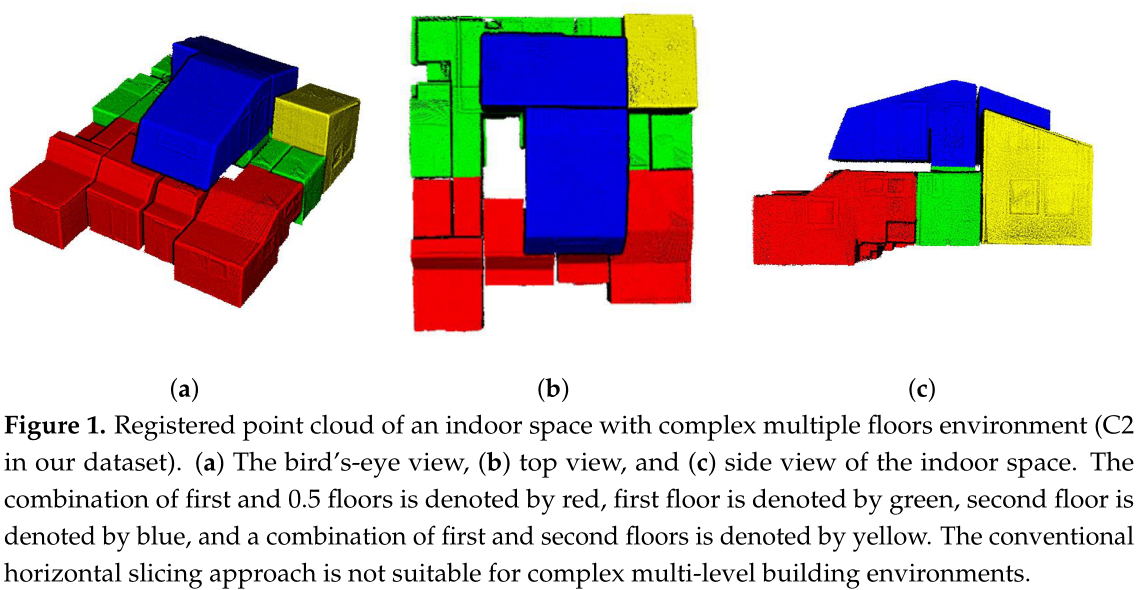 (a) (b) (c)
Figure 1. Registered point cloud of an indoor space with complex multiple floors environment (C2
in our dataset). (a) The bird’s-eye view, (b) top view, and (c) side view of the indoor space. The
combination of first and 0.5 floors is denoted by red, first floor is denoted by green, second floor is
denoted by blue, and a combination of first and second floors is denoted by yellow. The conventional
horizontal slicing approach is not suitable for complex multi-level building environments.